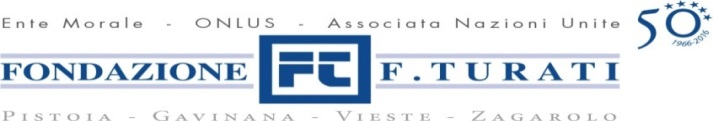 Ente Morale - ONLUS - Associata Nazioni Unite
50
1966-2016
FONDAZIONE FT F. TURATI
PISTOIA - GAVINANA - VIESTE - ZAGAROLO